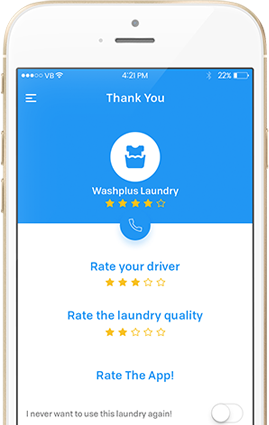 VB 4:21 PM 22%
Thank You
Washplus Laundry
Rate your driver
Rate the laundry quality
Rate The App!
I never want to use this laundry again!